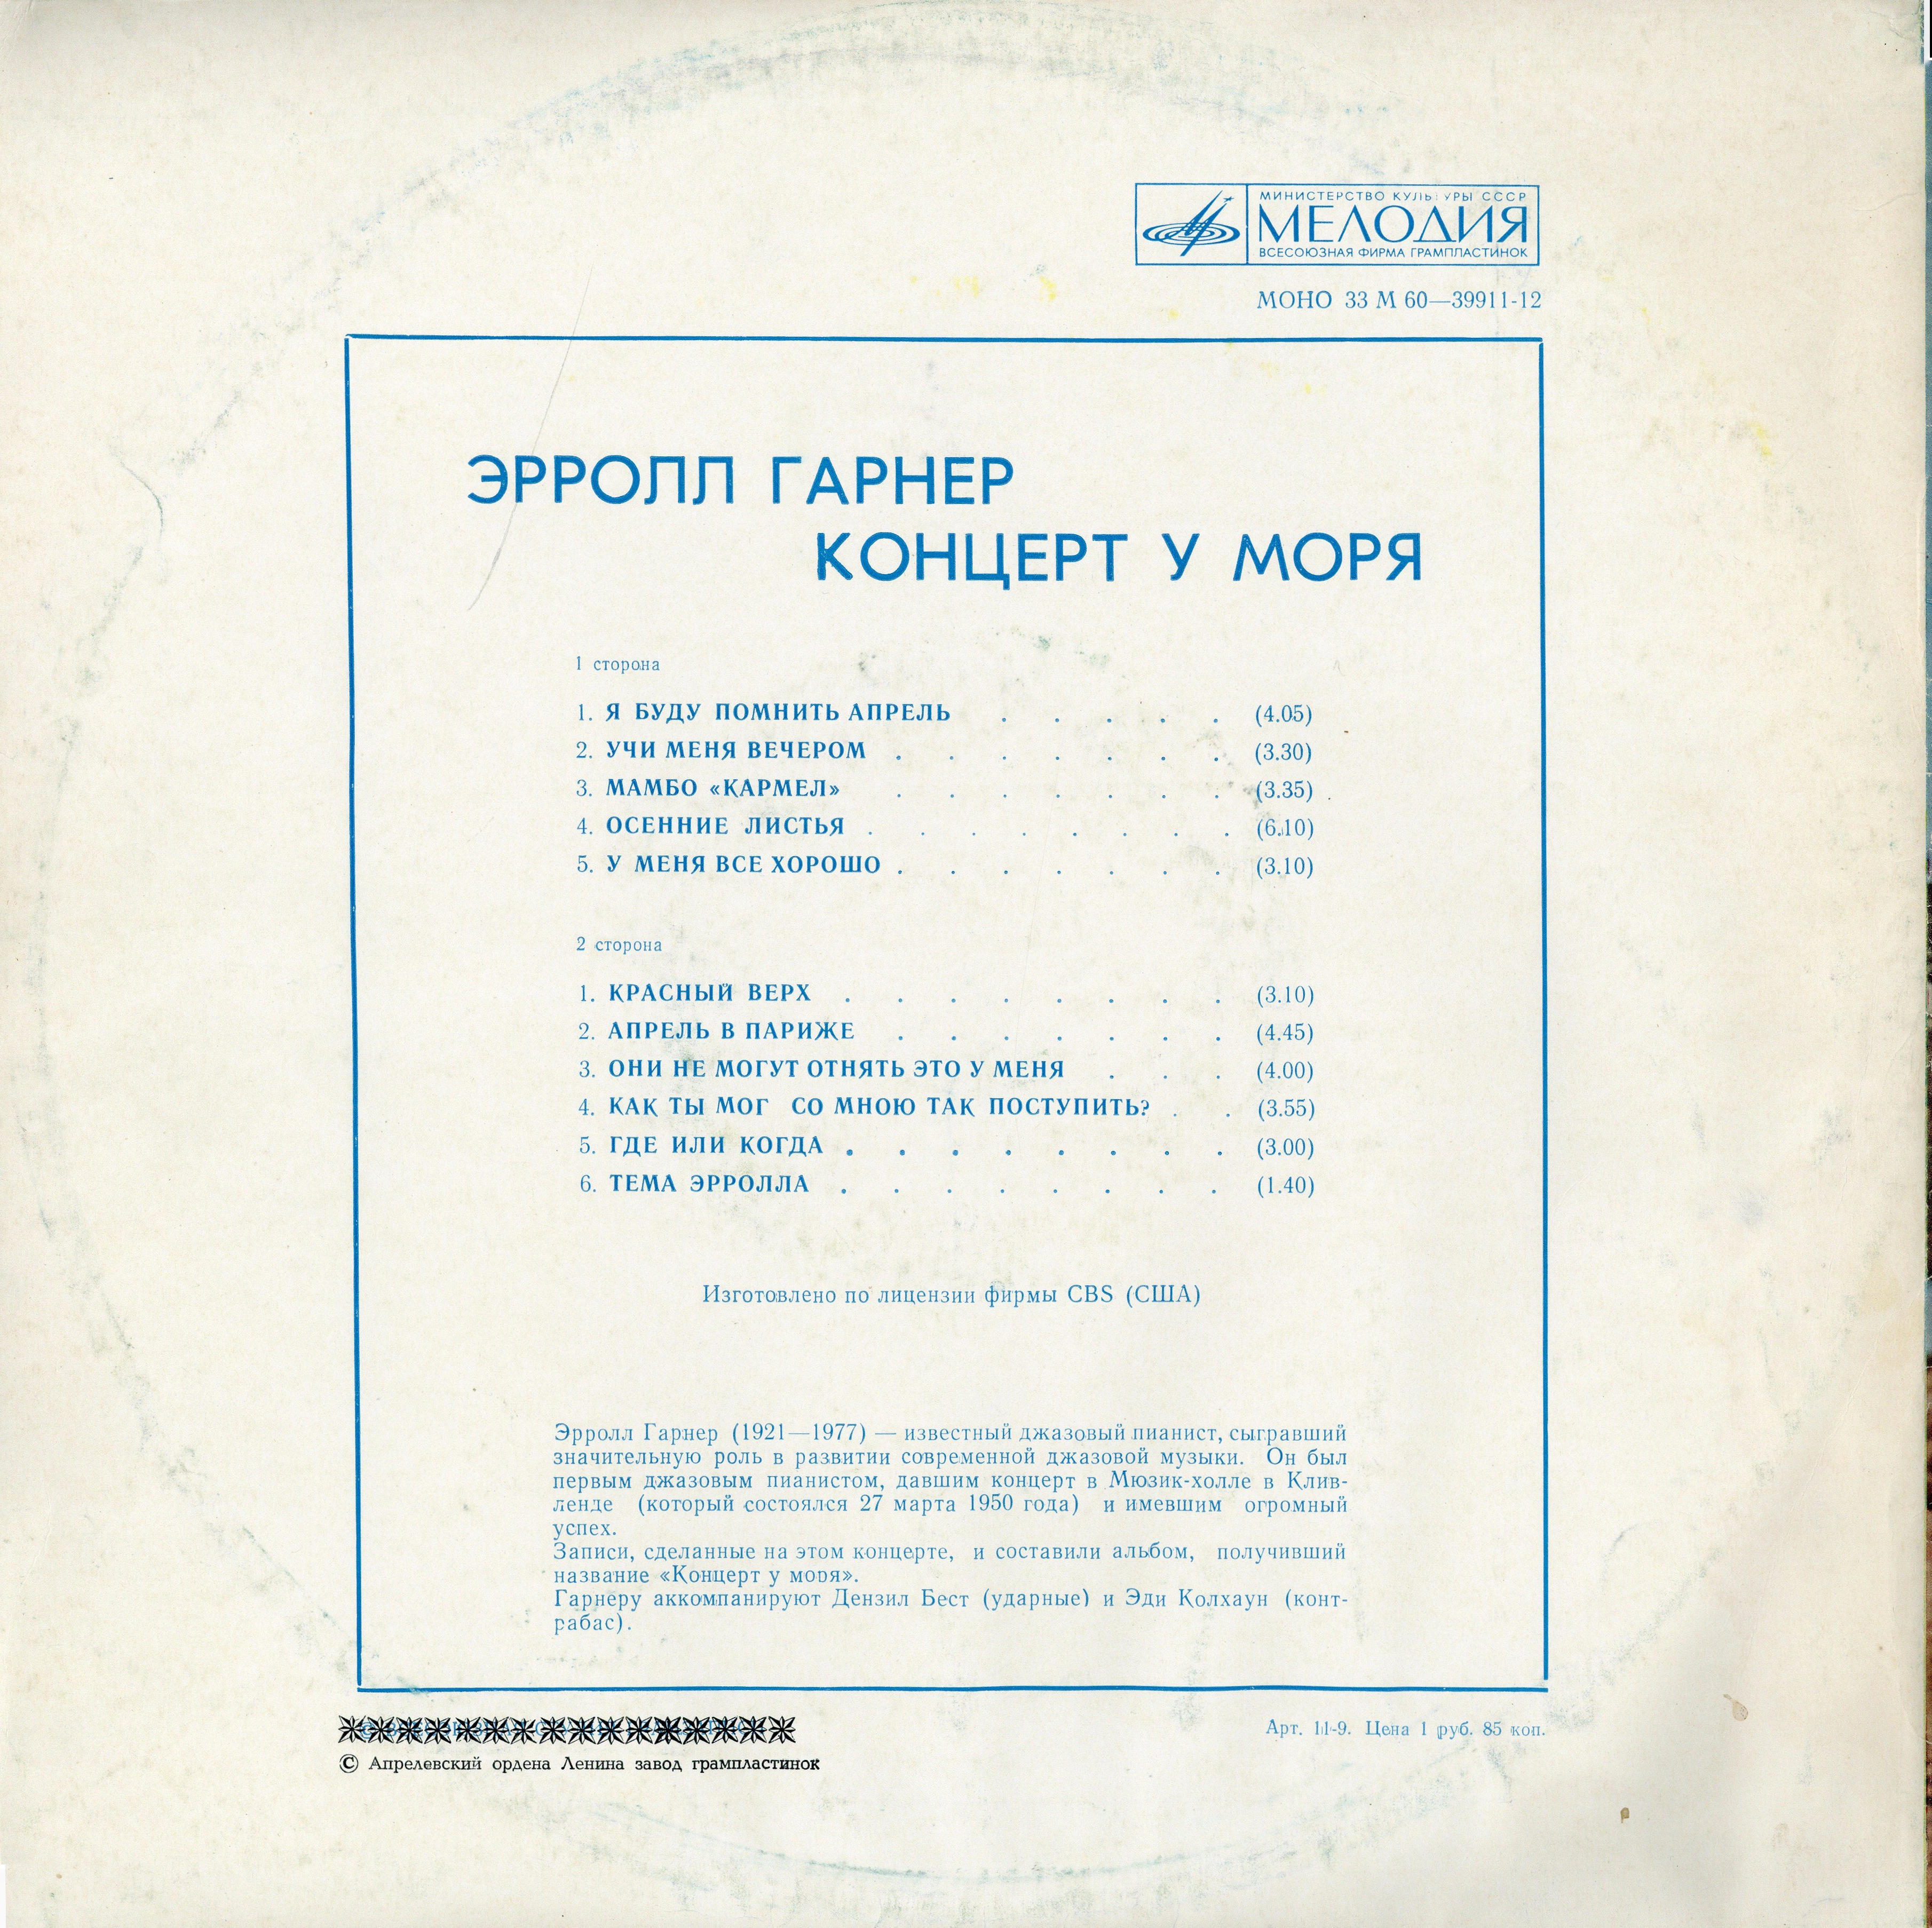 МИНИСТЕРСТВО КУЛЬТУРЫ СССР
МЕЛОДИЯ
ВСЕСОЮЗНАЯ ФИРМА ГРАМПЛАСТИНОК
МОНО 33 М 60—39911-12
ЭРРОЛЛ ГАРНЕР
КОНЦЕРТ У МОРЯ
1 сторона
1. Я БУДУ ПОМНИТЬ АПРЕЛЬ . . . . . (4.05)
2. УЧИ МЕНЯ ВЕЧЕРОМ . . . . . . . (3.30)
3. МАМБО «КАРМЕЛ» . . . . . . . (3.35)
4. ОСЕННИЕ ЛИСТЬЯ . . . . . . . . (6.10)
5. У МЕНЯ ВСЕ ХОРОШО . . . . . . . (3.10)
2 сторона
1. КРАСНЫЙ ВЕРХ . . . . . . . . (3.10)
2. АПРЕЛЬ В ПАРИЖЕ . . . . . . . (4.45)
3. ОНИ НЕ МОГУТ ОТНЯТЬ ЭТО У МЕНЯ . . . (4.00)
4. КАК ТЫ МОГ СО МНОЮ ТАК ПОСТУПИТЬ? . . (3.55)
5. ГДЕ ИЛИ КОГДА . . . . . . . . (3.00)
6. ТЕМА ЭРРОЛЛА . . . . . . . . (1.40)
Изготовлено по лицензии фирмы CBS (США)
Эрролл Гарнер (1921—1977) — известный джазовый пианист, сыгравший
значительную роль в развитии современной джазовой музыки. Он был
первым джазовым пианистом, давшим концерт в Мюзик-холле в Клив-
ленде (который состоялся 27 марта 1950 года) и имевшим огромный
успех.
Записи, сделанные на этом концерте, и составили альбом, получивший
название «Концерт у моря».
Гарнеру аккомпанируют Дензил Бест (ударные) и Эди Колхаун (конт-
рабас).
Арт. 11-9. Цена 1 руб. 85 коп.
© Апрелевский ордена Ленина завод грампластинок